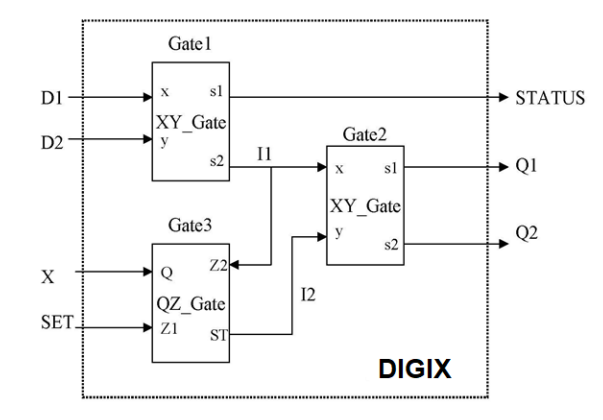 Gate1
D1 x s1 STATUS
XY_Gate
D2 y
s2 I1
Gate2
x s1 Q1
XY_Gate
y s2 Q2
Gate3
X Q Z2
QZ_Gate
SET Z1 ST
I2
DIGIX